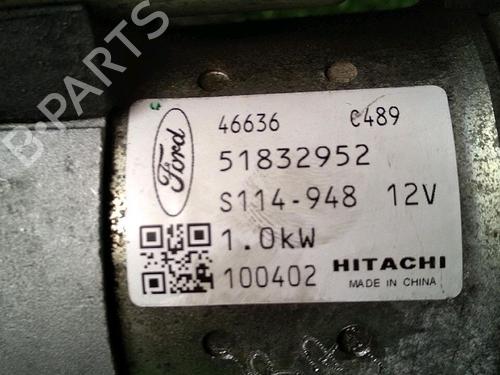 B-PARTS
Ford
46636 C489
51832952
S114-948 12V
1.0kW
100402 HITACHI
MADE IN CHINA